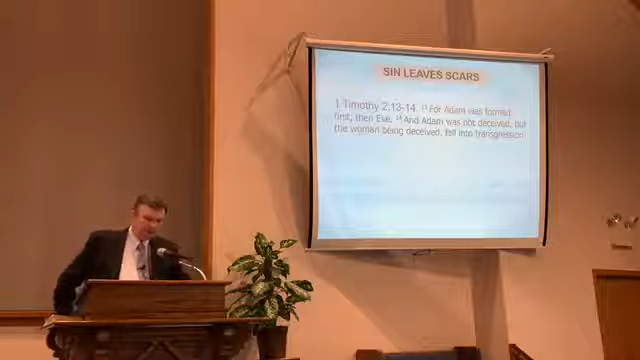 SIN LEAVES SCARS
1 Timothy 2:13-14. 13 For Adam was formed
first, then Eve. 14 And Adam was not deceived, but
the woman being deceived, fell into transgression